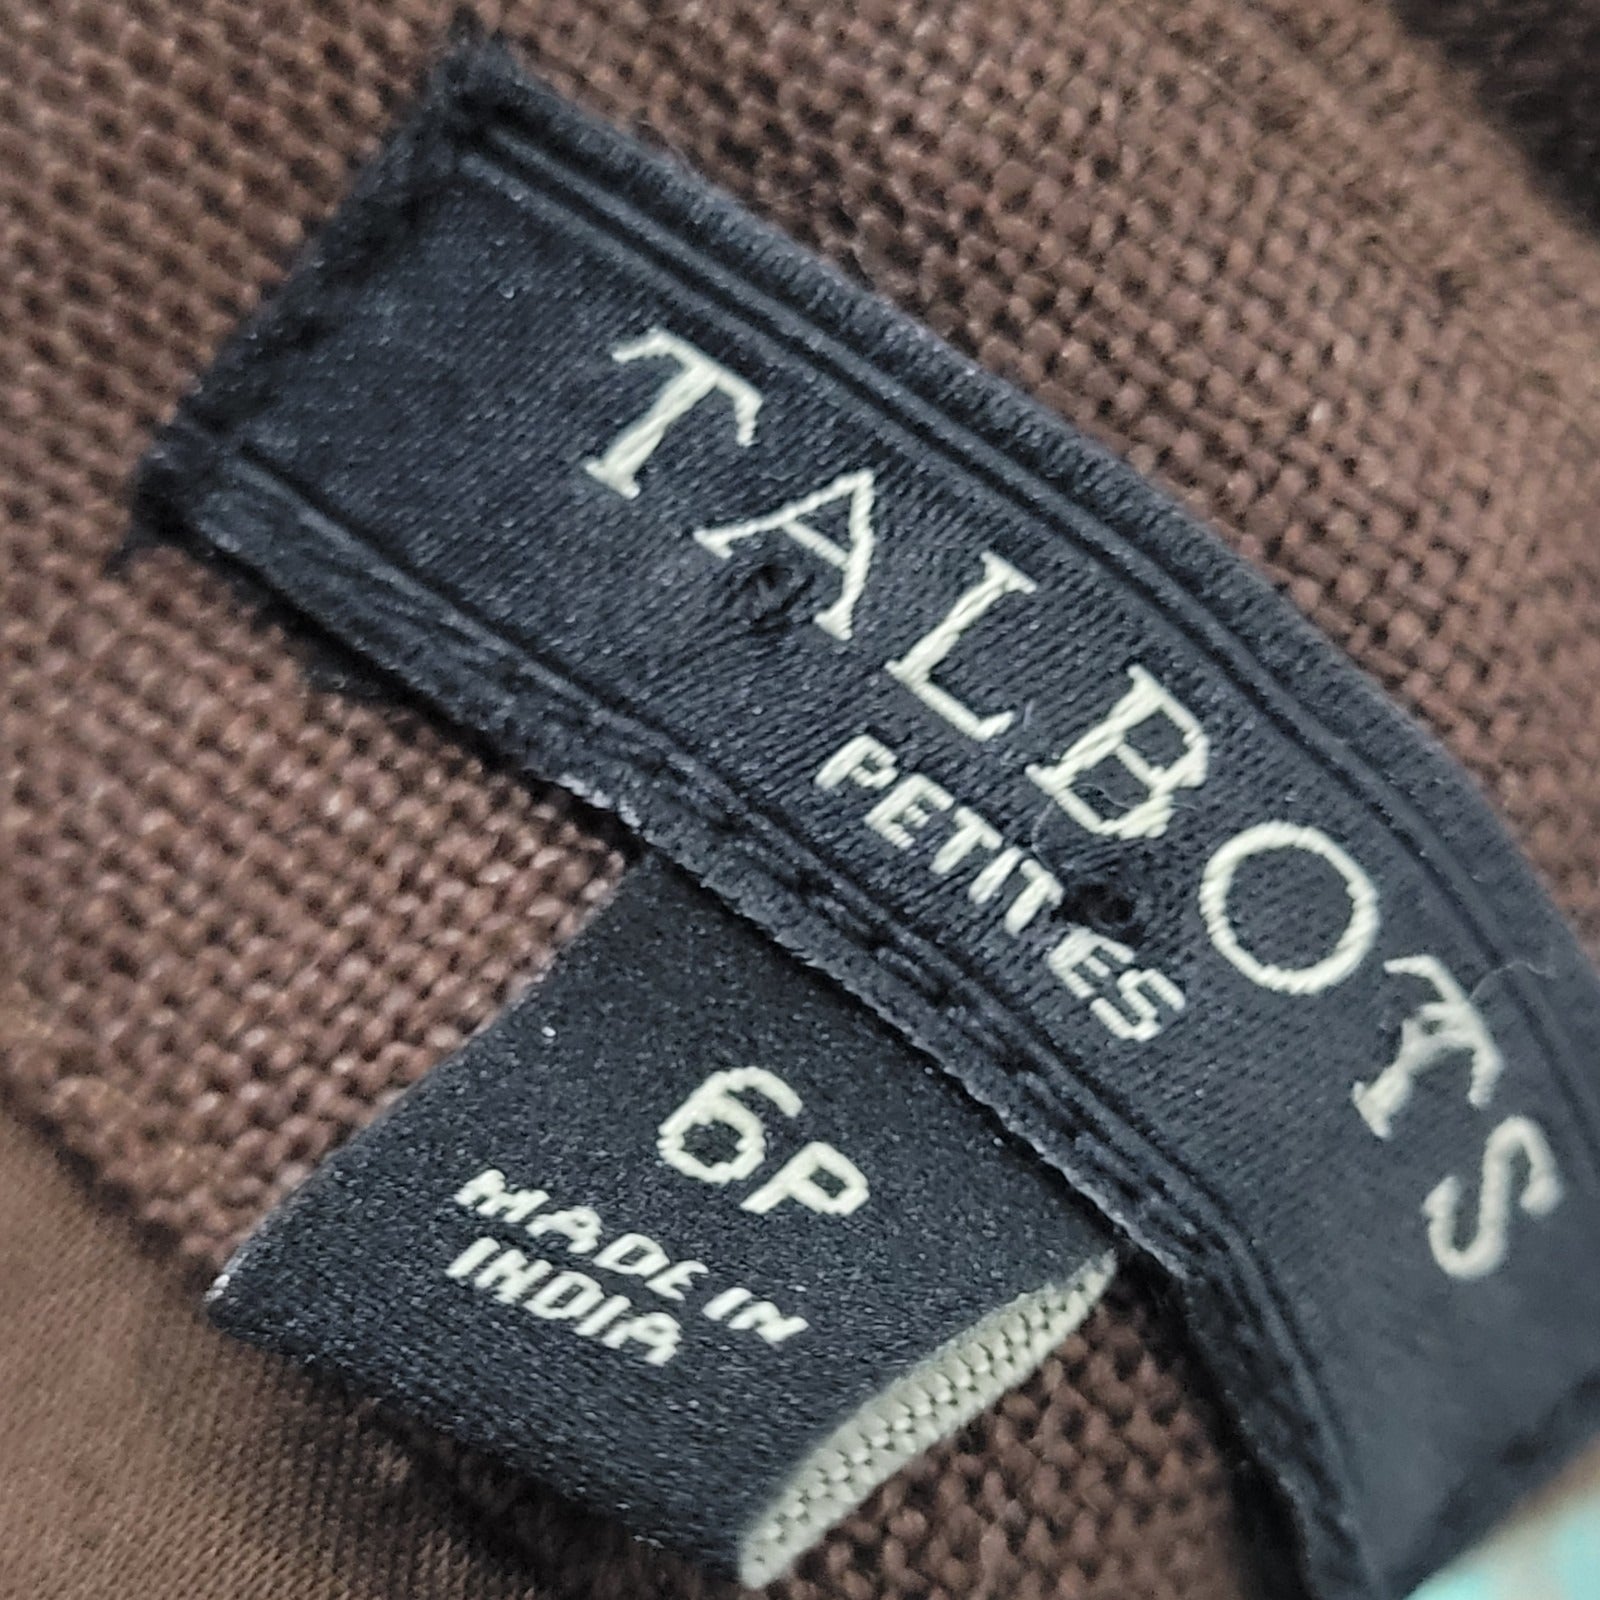 TALBOTS
PETITES
6P
MADE IN
INDIA